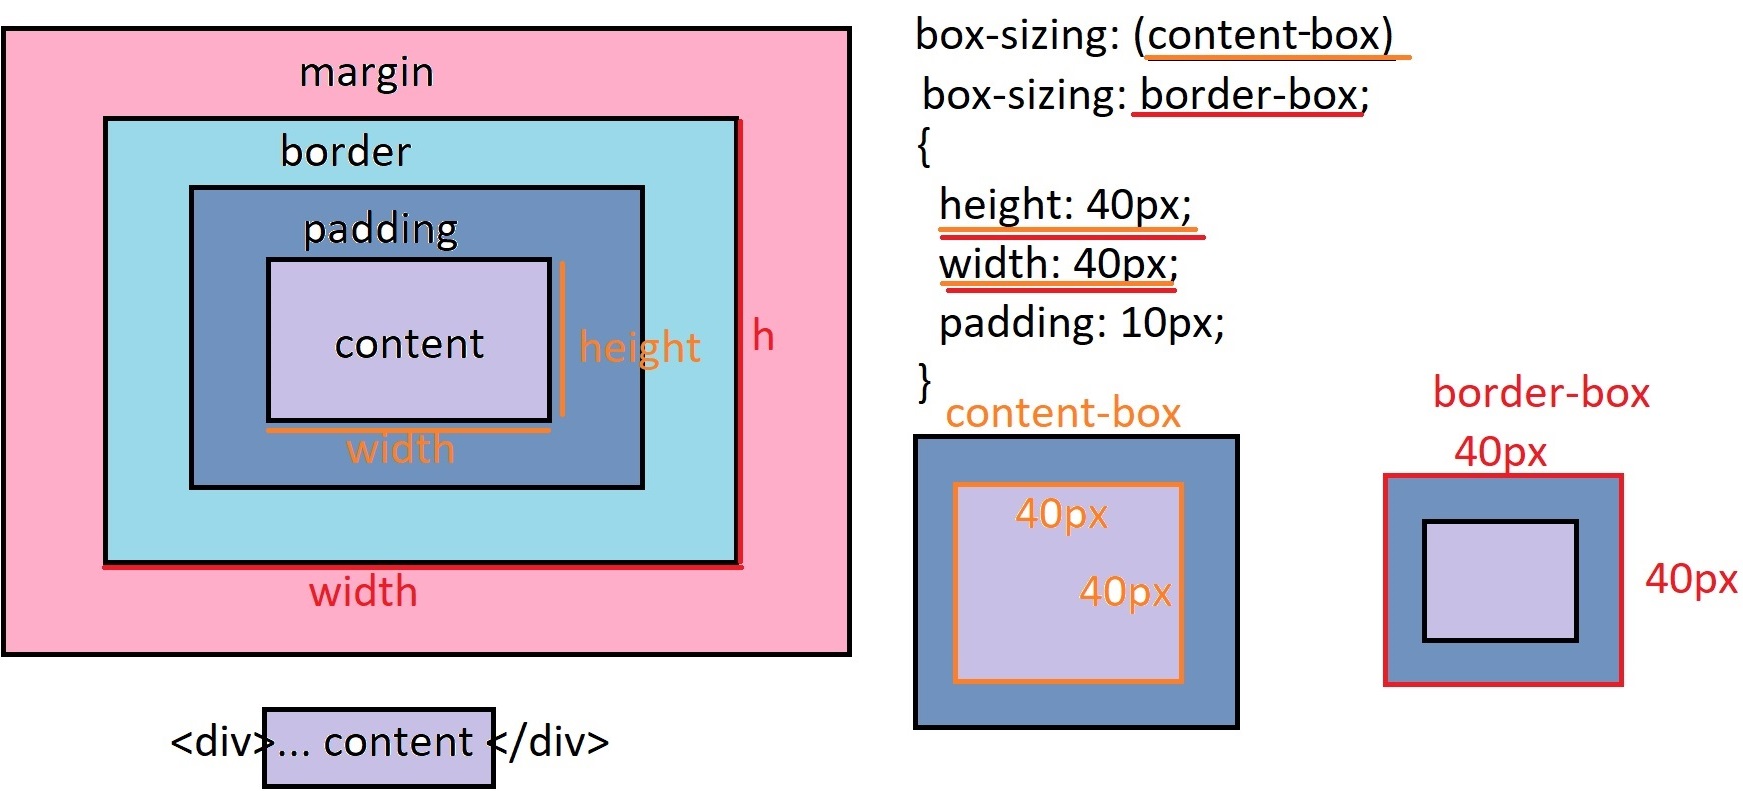 margin
border
padding
content
height
width
h
width
<div>... content </div>
box-sizing: (content-box)
box-sizing: border-box;
{
height: 40px;
width: 40px;
padding: 10px;
}
content-box
40px
40px
border-box
40px
40px